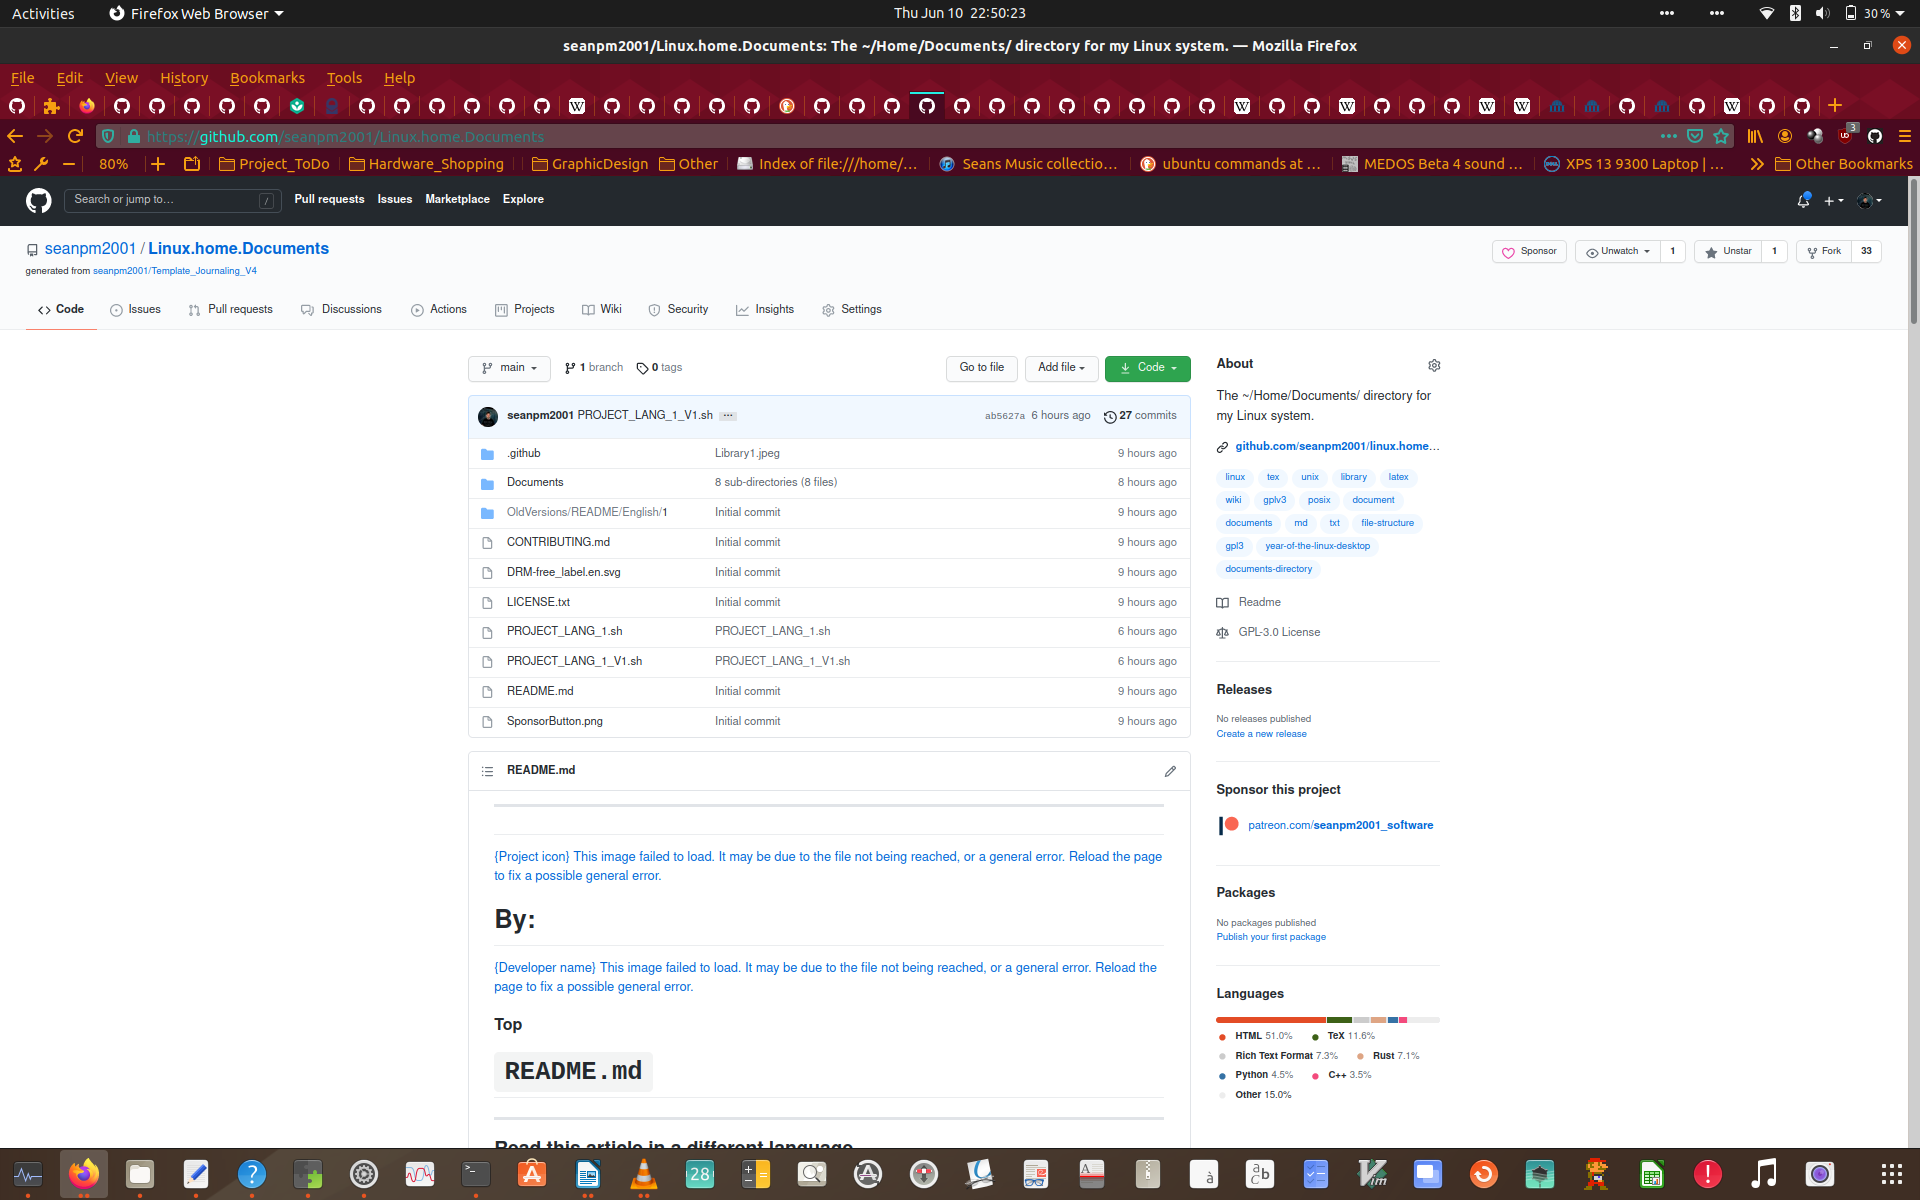 Activities Firefox Web Browser Thu Jun 10 22:50:23 30 %
seanpm2001/Linux.home.Documents: The ~/Home/Documents/ directory for my Linux system. — Mozilla Firefox
File Edit View History Bookmarks Tools Help
https://github.com/seanpm2001/Linux.home.Documents 3
80% Project_ToDo Hardware_Shopping GraphicDesign Other Index of file:///home/... Seans Music collectio... ubuntu commands at ... MEDOS Beta 4 sound ... XPS 13 9300 Laptop | ... Other Bookmarks
Search or jump to... / Pull requests Issues Marketplace Explore
seanpm2001 / Linux.home.Documents Sponsor Unwatch 1 Unstar 1 Fork 33
generated from seanpm2001/Template_Journaling_V4
Code Issues Pull requests Discussions Actions Projects Wiki Security Insights Settings
main 1 branch 0 tags Go to file Add file Code
seanpm2001 PROJECT_LANG_1_V1.sh ... ab5627a 6 hours ago 27 commits
.github Library1.jpeg 9 hours ago
Documents 8 sub-directories (8 files) 8 hours ago
OldVersions/README/English/1 Initial commit 9 hours ago
CONTRIBUTING.md Initial commit 9 hours ago
DRM-free_label.en.svg Initial commit 9 hours ago
LICENSE.txt Initial commit 9 hours ago
PROJECT_LANG_1.sh PROJECT_LANG_1.sh 6 hours ago
PROJECT_LANG_1_V1.sh PROJECT_LANG_1_V1.sh 6 hours ago
README.md Initial commit 9 hours ago
SponsorButton.png Initial commit 9 hours ago
README.md
{Project icon} This image failed to load. It may be due to the file not being reached, or a general error. Reload the page
to fix a possible general error.
By:
{Developer name} This image failed to load. It may be due to the file not being reached, or a general error. Reload the
page to fix a possible general error.
Top
README.md
Read this article in a different language
About
The ~/Home/Documents/ directory for
my Linux system.
github.com/seanpm2001/linux.home...
linux tex unix library latex
wiki gplv3 posix document
documents md txt file-structure
gpl3 year-of-the-linux-desktop
documents-directory
Readme
GPL-3.0 License
Releases
No releases published
Create a new release
Sponsor this project
patreon.com/seanpm2001_software
Packages
No packages published
Publish your first package
Languages
HTML 51.0% TeX 11.6%
Rich Text Format 7.3% Rust 7.1%
Python 4.5% C++ 3.5%
Other 15.0%
28